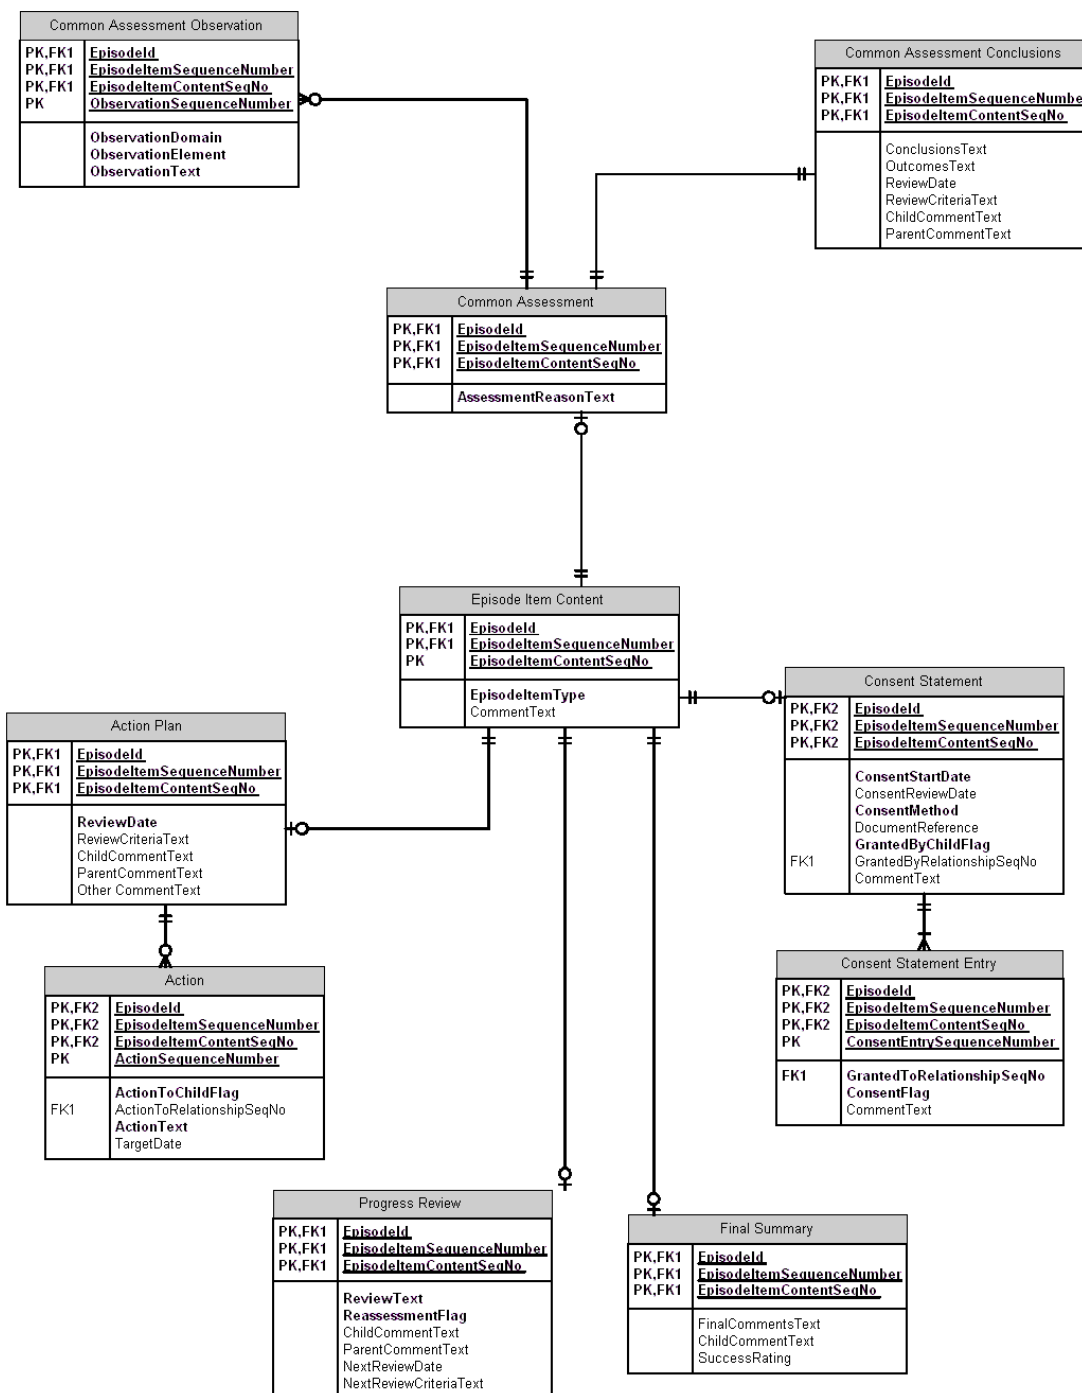 Common Assessment Observation
PK,FK1 EpisodeId
PK,FK1 EpisodeItemSequenceNumber
PK,FK1 EpisodeItemContentSeqNo
PK ObservationSequenceNumber
ObservationDomain
ObservationElement
ObservationText
Common Assessment Conclusions
PK,FK1 EpisodeId
PK,FK1 EpisodeItemSequenceNumber
PK,FK1 EpisodeItemContentSeqNo
ConclusionsText
OutcomesText
ReviewDate
ReviewCriteriaText
ChildCommentText
ParentCommentText
Common Assessment
PK,FK1 EpisodeId
PK,FK1 EpisodeItemSequenceNumber
PK,FK1 EpisodeItemContentSeqNo
AssessmentReasonText
Episode Item Content
PK,FK1 EpisodeId
PK,FK1 EpisodeItemSequenceNumber
PK EpisodeItemContentSeqNo
EpisodeItemType
CommentText
Consent Statement
PK,FK2 EpisodeId
PK,FK2 EpisodeItemSequenceNumber
PK,FK2 EpisodeItemContentSeqNo
ConsentStartDate
ConsentReviewDate
ConsentMethod
DocumentReference
GrantedByChildFlag
FK1 GrantedByRelationshipSeqNo
CommentText
Action Plan
PK,FK1 EpisodeId
PK,FK1 EpisodeItemSequenceNumber
PK,FK1 EpisodeItemContentSeqNo
ReviewDate
ReviewCriteriaText
ChildCommentText
ParentCommentText
Other CommentText
Action
PK,FK2 EpisodeId
PK,FK2 EpisodeItemSequenceNumber
PK,FK2 EpisodeItemContentSeqNo
PK ActionSequenceNumber
ActionToChildFlag
FK1 ActionToRelationshipSeqNo
ActionText
TargetDate
Consent Statement Entry
PK,FK2 EpisodeId
PK,FK2 EpisodeItemSequenceNumber
PK,FK2 EpisodeItemContentSeqNo
PK ConsentEntrySequenceNumber
FK1 GrantedToRelationshipSeqNo
ConsentFlag
CommentText
Progress Review
PK,FK1 EpisodeId
PK,FK1 EpisodeItemSequenceNumber
PK,FK1 EpisodeItemContentSeqNo
ReviewText
ReassessmentFlag
ChildCommentText
ParentCommentText
NextReviewDate
NextReviewCriteriaText
Final Summary
PK,FK1 EpisodeId
PK,FK1 EpisodeItemSequenceNumber
PK,FK1 EpisodeItemContentSeqNo
FinalCommentsText
ChildCommentText
SuccessRating